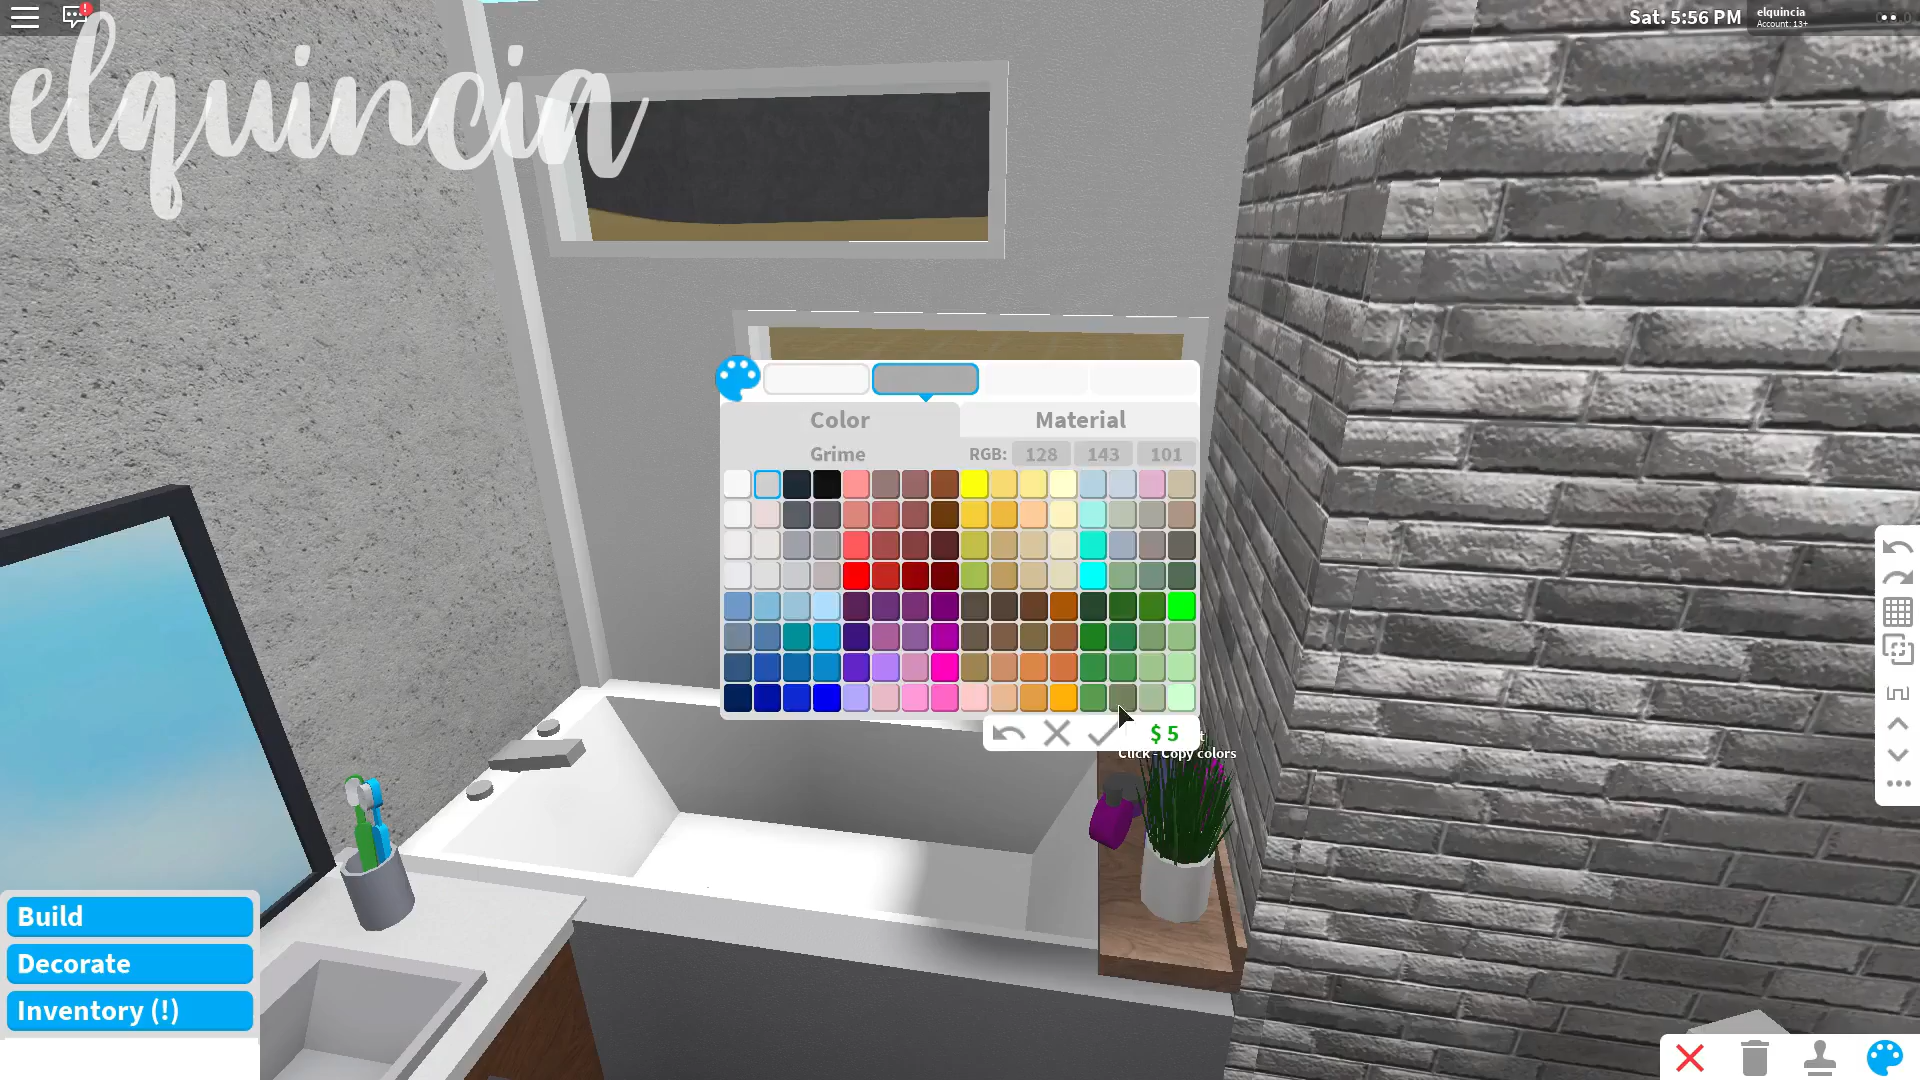 Sat. 5:56 PM
elquincia
Account: 13+
elquincia
Color
Material
Grime
RGB: 128 143 101
$ 5
Click - Copy colors
Build
Decorate
Inventory (!)